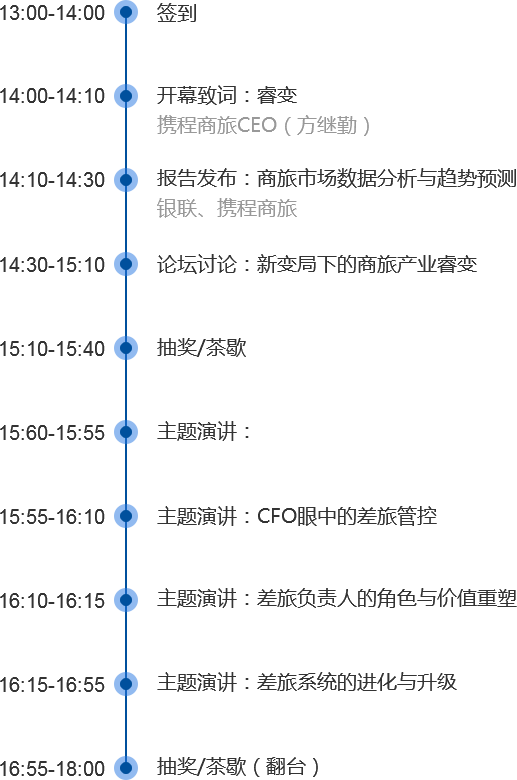 13:00-14:00 签到
14:00-14:10 开幕致词：睿变
携程商旅CEO（方继勤）
14:10-14:30 报告发布：商旅市场数据分析与趋势预测
银联、携程商旅
14:30-15:10 论坛讨论：新变局下的商旅产业睿变
15:10-15:40 抽奖/茶歇
15:60-15:55 主题演讲：
15:55-16:10 主题演讲：CFO眼中的差旅管控
16:10-16:15 主题演讲：差旅负责人的角色与价值重塑
16:15-16:55 主题演讲：差旅系统的进化与升级
16:55-18:00 抽奖/茶歇（翻台）